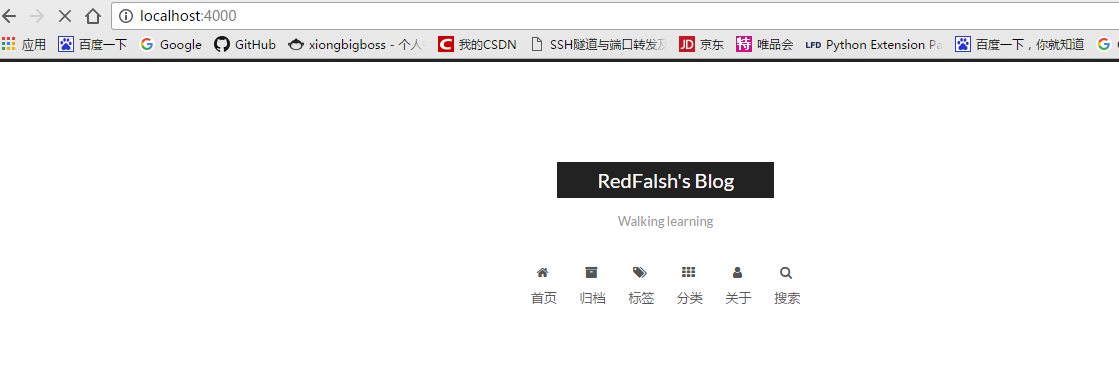 localhost:4000
应用 百度一下 Google GitHub xiongbigboss - 个人 我的CSDN SSH隧道与端口转发及 JD 京东 特 唯品会 LFD Python Extension Pa 百度一下，你就知道
RedFalsh's Blog
Walking learning
首页 归档 标签 分类 关于 搜索